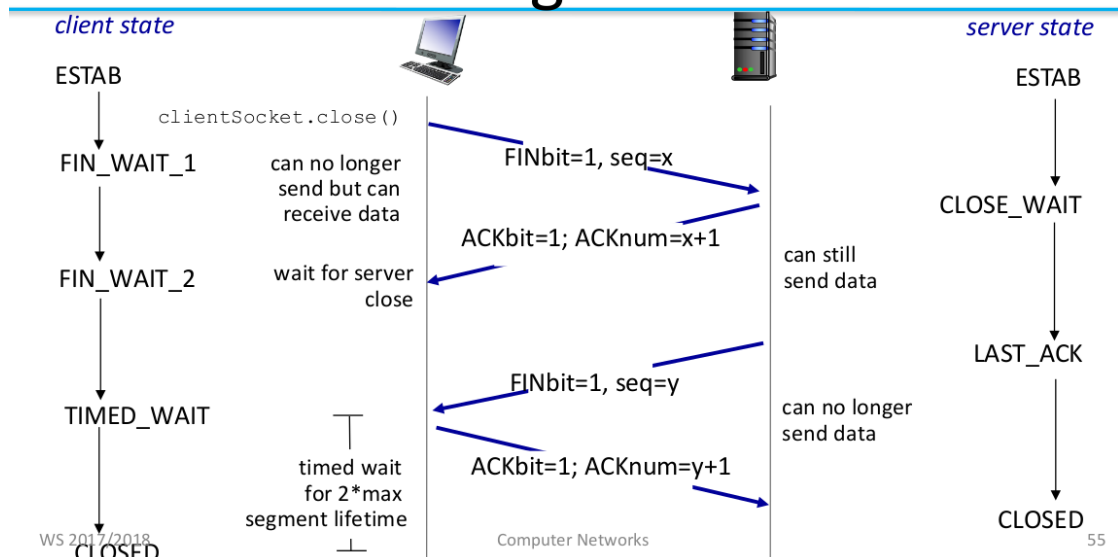 client state
server state
ESTAB
ESTAB
clientSocket.close()
FIN_WAIT_1
can no longer
send but can
receive data
FINbit=1, seq=x
CLOSE_WAIT
ACKbit=1; ACKnum=x+1
can still
send data
FIN_WAIT_2
wait for server
close
LAST_ACK
FINbit=1, seq=y
can no longer
send data
TIMED_WAIT
ACKbit=1; ACKnum=y+1
timed wait
for 2*max
segment lifetime
CLOSED
WS 2017/2018
CLOSED
Computer Networks
55